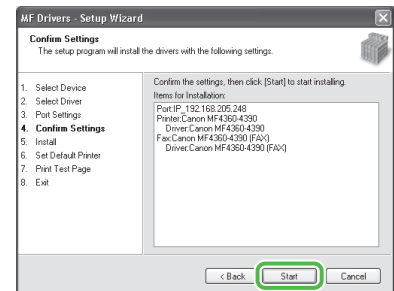 MF Drivers - Setup Wizard
Confirm Settings
The setup program will install the drivers with the following settings.
1. Select Device
2. Select Driver
3. Port Settings
4. Confirm Settings
5. Install
6. Set Default Printer
7. Print Test Page
8. Exit
Confirm the settings, then click [Start] to start installing.
Items for Installation:
Port:IP_192.168.205.248
Printer:Canon MF4360-4390
Driver:Canon MF4360-4390
Fax:Canon MF4360-4390 (FAX)
Driver:Canon MF4360-4390 (FAX)
< Back
Start
Cancel